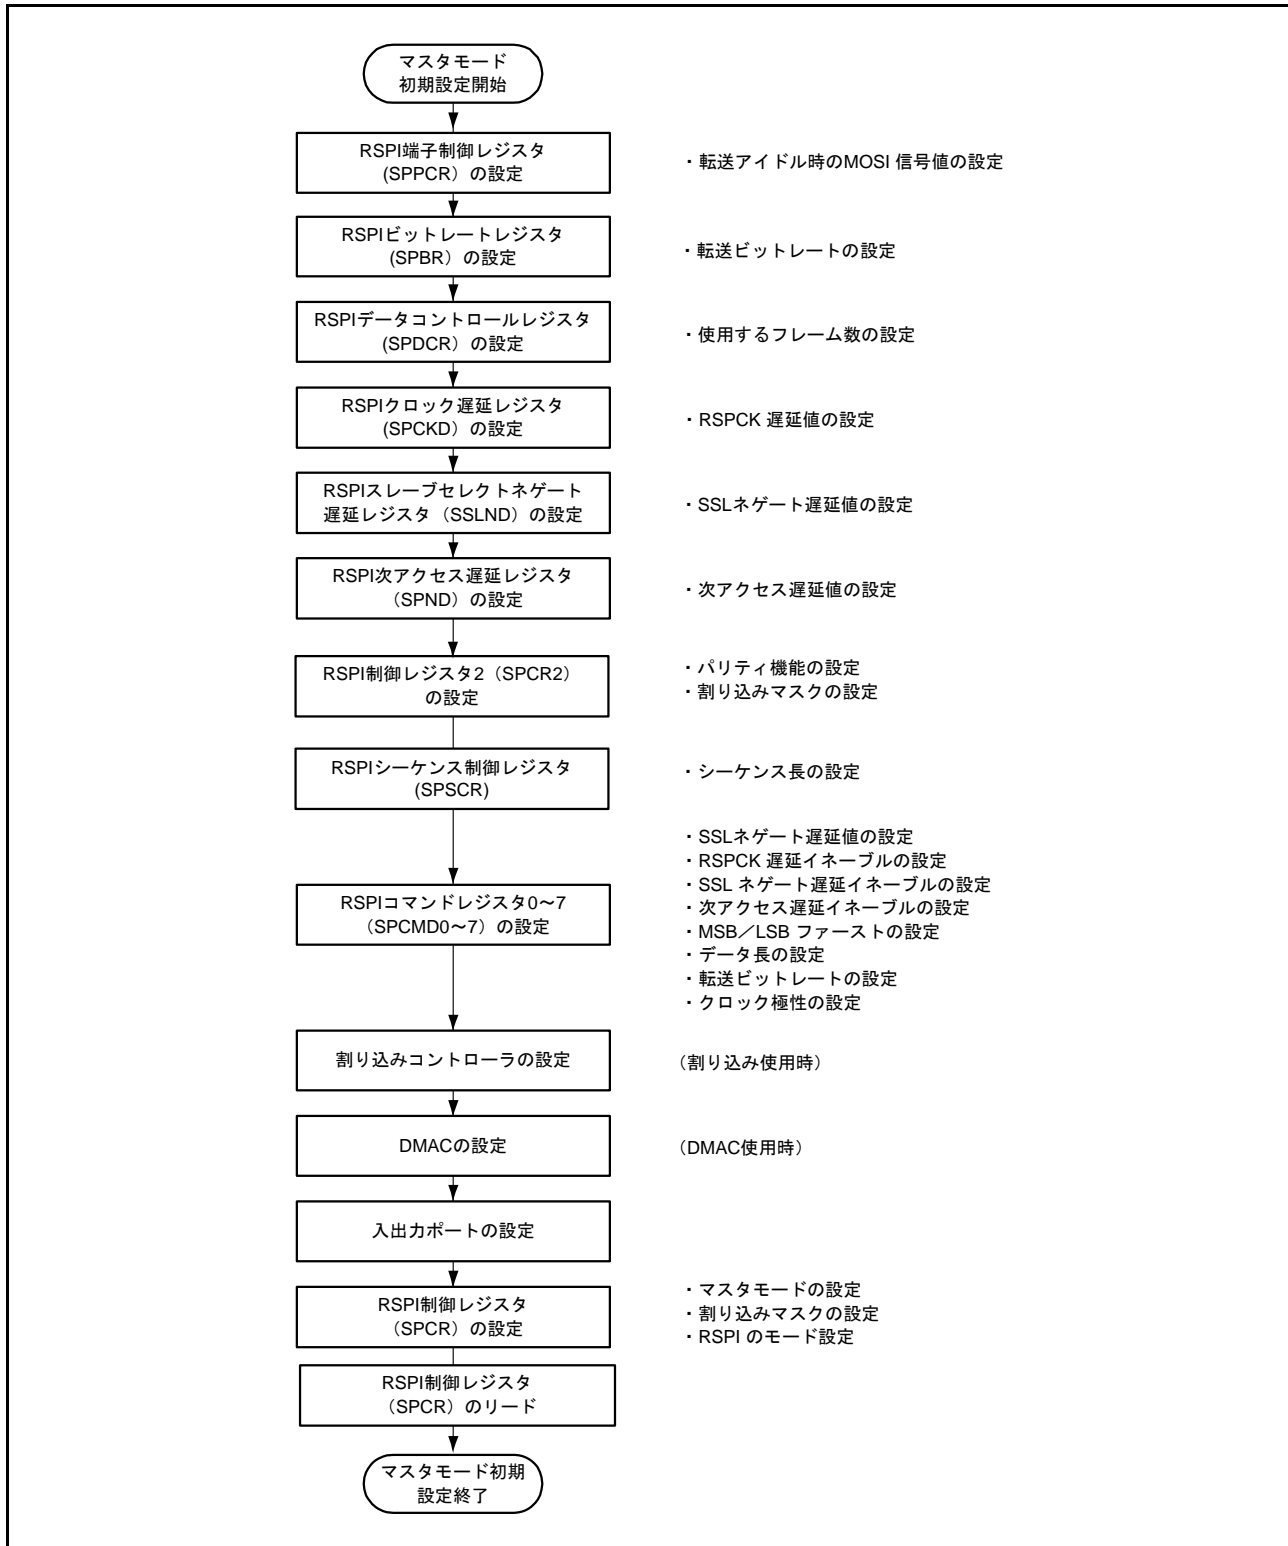 マスタモード
初期設定開始
RSPI端子制御レジスタ
(SPPCR）の設定
・転送アイドル時のMOSI 信号値の設定
RSPIビットレートレジスタ
(SPBR）の設定
・転送ビットレートの設定
RSPIデータコントロールレジスタ
(SPDCR）の設定
・使用するフレーム数の設定
RSPIクロック遅延レジスタ
(SPCKD）の設定
・RSPCK 遅延値の設定
RSPIスレーブセレクトネゲート
遅延レジスタ（SSLND）の設定
・SSLネゲート遅延値の設定
RSPI次アクセス遅延レジスタ
（SPND）の設定
・次アクセス遅延値の設定
RSPI制御レジスタ2（SPCR2）
の設定
・パリティ機能の設定
・割り込みマスクの設定
RSPIシーケンス制御レジスタ
(SPSCR)
・シーケンス長の設定
RSPIコマンドレジスタ0～7
（SPCMD0～7）の設定
・SSLネゲート遅延値の設定
・RSPCK 遅延イネーブルの設定
・SSL ネゲート遅延イネーブルの設定
・次アクセス遅延イネーブルの設定
・MSB／LSB ファーストの設定
・データ長の設定
・転送ビットレートの設定
・クロック極性の設定
割り込みコントローラの設定
（割り込み使用時）
DMACの設定
（DMAC使用時）
入出力ポートの設定
RSPI制御レジスタ
（SPCR）の設定
・マスタモードの設定
・割り込みマスクの設定
・RSPI のモード設定
RSPI制御レジスタ
（SPCR）のリード
マスタモード初期
設定終了